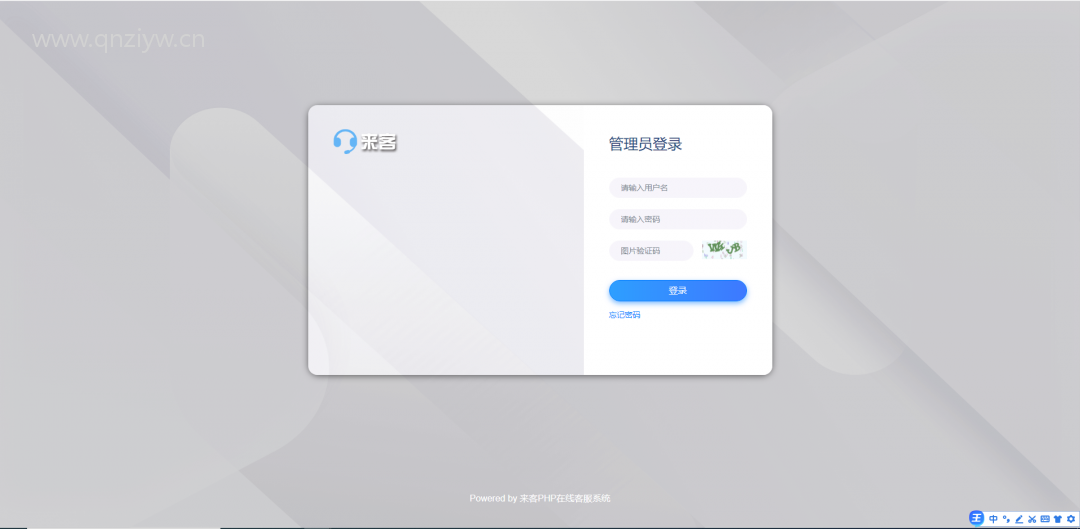 www.qnziyw.cn
来客
管理员登录
请输入用户名
请输入密码
图片验证码
登录
忘记密码
Powered by 来客PHP在线客服系统
王 中